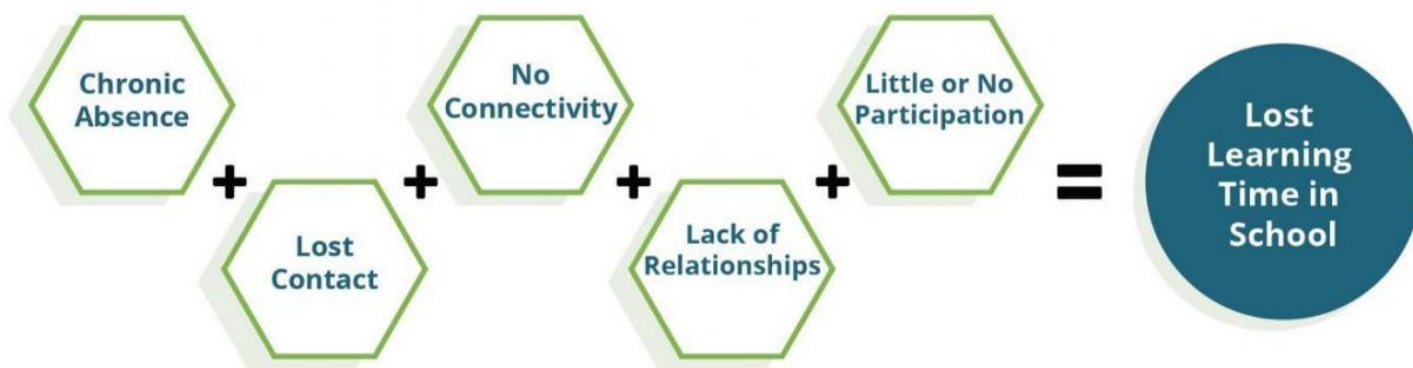 Chronic
Absence
+
Lost
Contact
+
No
Connectivity
+
Lack of
Relationships
+
Little or No
Participation
=
Lost
Learning
Time in
School